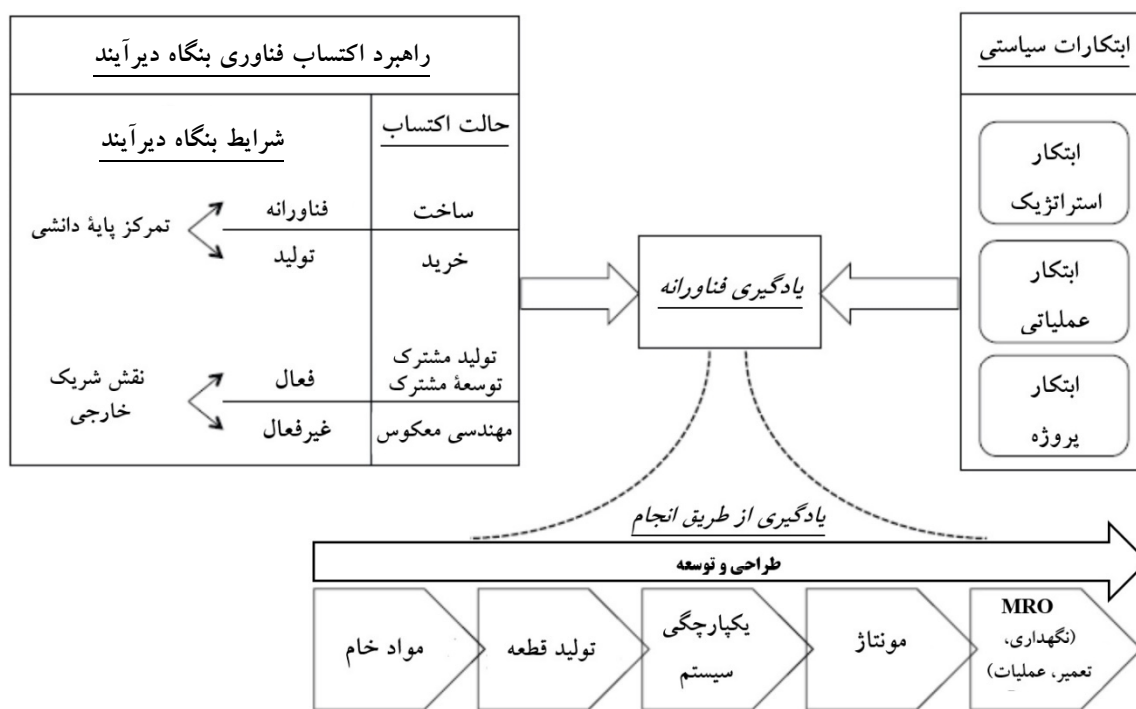 راهبرد اکتساب فناوری بنگاه دیرآیند
شرایط بنگاه دیرآیند
حالت اکتساب
تمرکز پایۀ دانشی
فناورانه
ساخت
تولید
خرید
نقش شریک
خارجی
فعال
تولید مشترک
توسعۀ مشترک
غیرفعال
مهندسی معکوس
یادگیری فناورانه
ابتکارات سیاستی
ابتکار
استراتژیک
ابتکار
عملیاتی
ابتکار
پروژه
یادگیری از طریق انجام
طراحی و توسعه
مواد خام
تولید قطعه
یکپارچگی
سیستم
مونتاژ
MRO
(نگهداری،
تعمیر، عملیات)